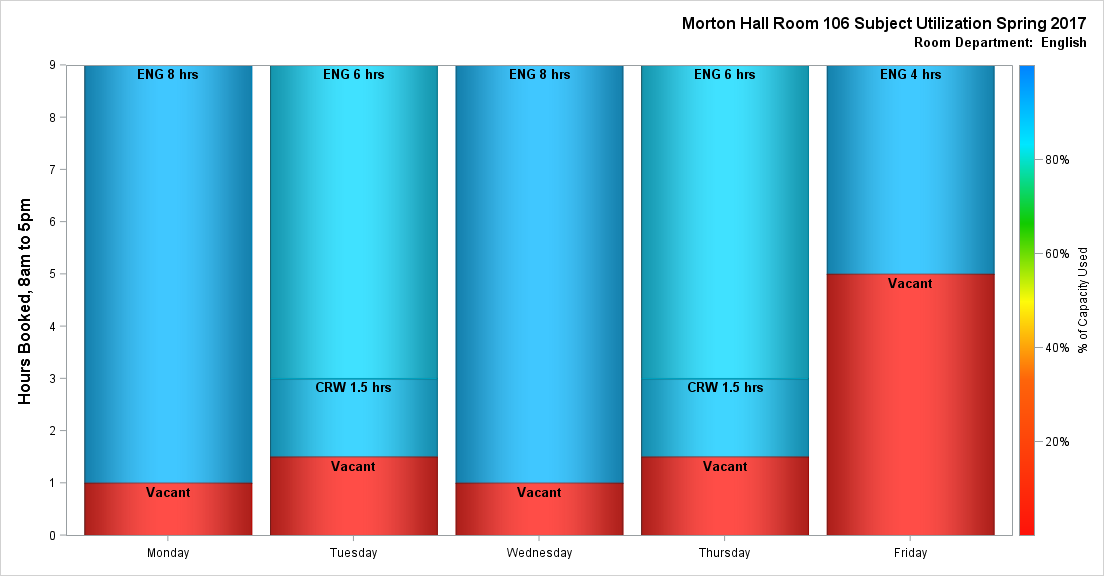 Morton Hall Room 106 Subject Utilization Spring 2017
Room Department: English
Hours Booked, 8am to 5pm
9
8
7
6
5
4
3
2
1
0
ENG 8 hrs
Vacant
ENG 6 hrs
CRW 1.5 hrs
Vacant
ENG 8 hrs
Vacant
ENG 6 hrs
CRW 1.5 hrs
Vacant
ENG 4 hrs
Vacant
Monday
Tuesday
Wednesday
Thursday
Friday
80%
60%
40%
20%
% of Capacity Used